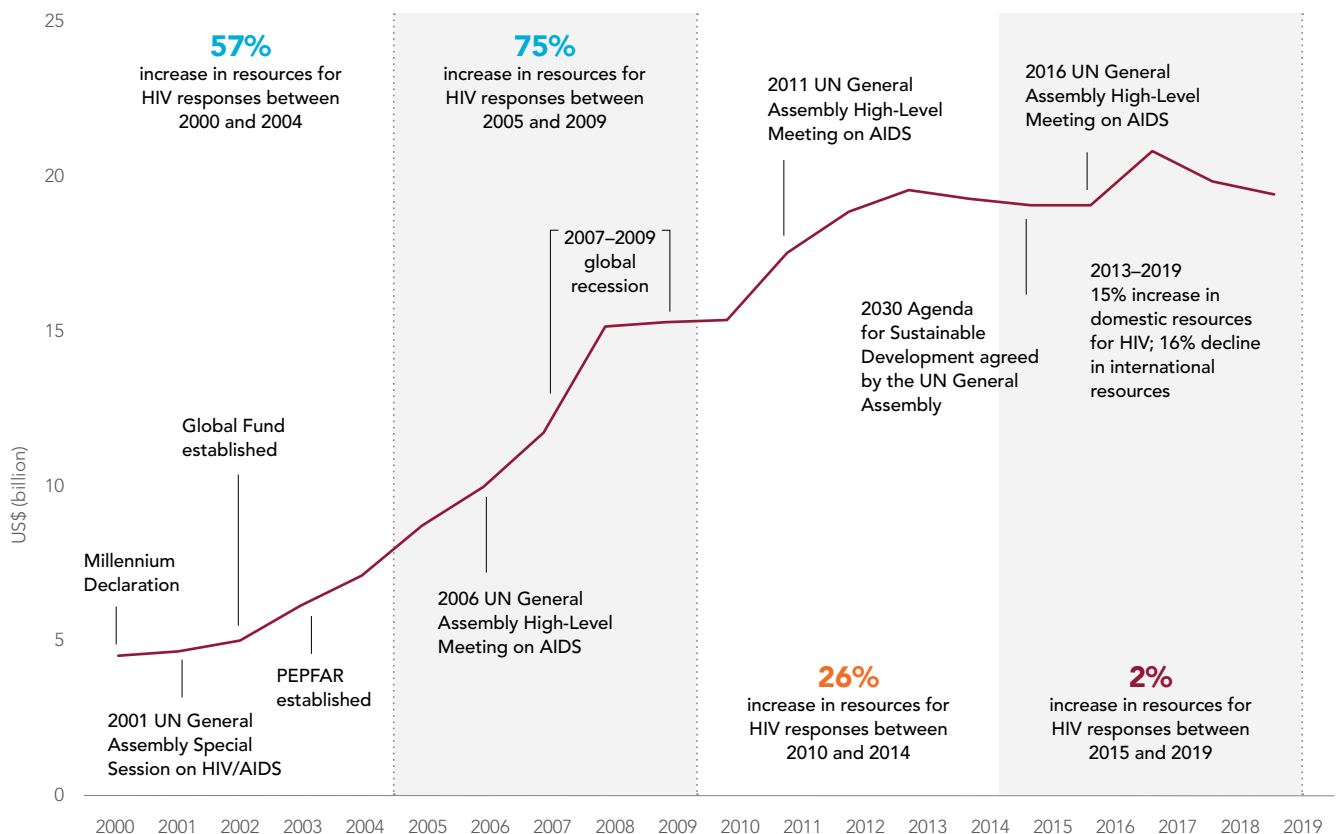 25
20
15
10
5
0
US$ (billion)
57%
increase in resources for
HIV responses between
2000 and 2004
75%
increase in resources for
HIV responses between
2005 and 2009
2011 UN General
Assembly High-Level
Meeting on AIDS
2016 UN General
Assembly High-Level
Meeting on AIDS
2007–2009
global
recession
2030 Agenda
for Sustainable
Development agreed
by the UN General
Assembly
2013–2019
15% increase in
domestic resources
for HIV; 16% decline
in international
resources
Global Fund
established
Millennium
Declaration
2006 UN General
Assembly High-Level
Meeting on AIDS
PEPFAR
established
2001 UN General
Assembly Special
Session on HIV/AIDS
26%
increase in resources for
HIV responses between
2010 and 2014
2%
increase in resources for
HIV responses between
2015 and 2019
2000 2001 2002 2003 2004 2005 2006 2007 2008 2009 2010 2011 2012 2013 2014 2015 2016 2017 2018 2019